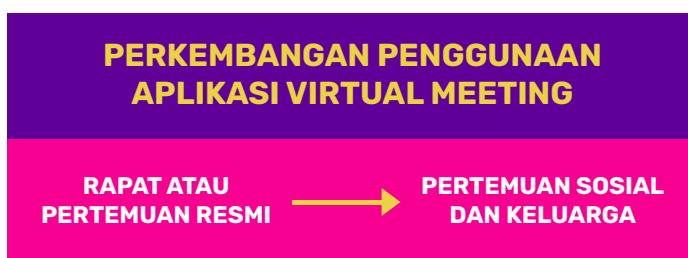 PERKEMBANGAN PENGGUNAAN
APLIKASI VIRTUAL MEETING
RAPAT ATAU
PERTEMUAN RESMI
PERTEMUAN SOSIAL
DAN KELUARGA